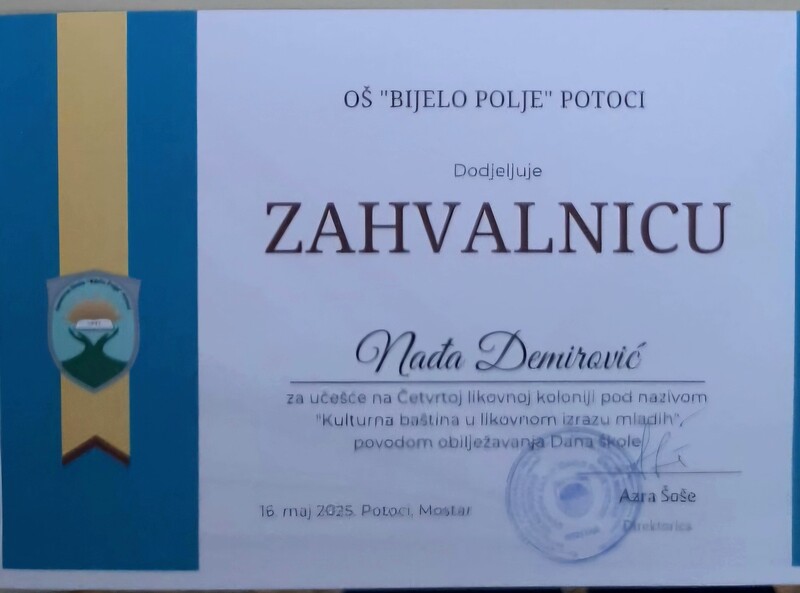 OŠ "BIJELO POLJE" POTOCI
Dodjeljuje
ZAHVALNICU
Nađa Demirović
za učešće na Četvrtoj likovnoj koloniji pod nazivom
"Kulturna baština u likovnom izrazu mladih",
povodom obilježavanja Dana škole
16. maj 2025. Potoci, Mostar
Azra Šoše
Direktorica